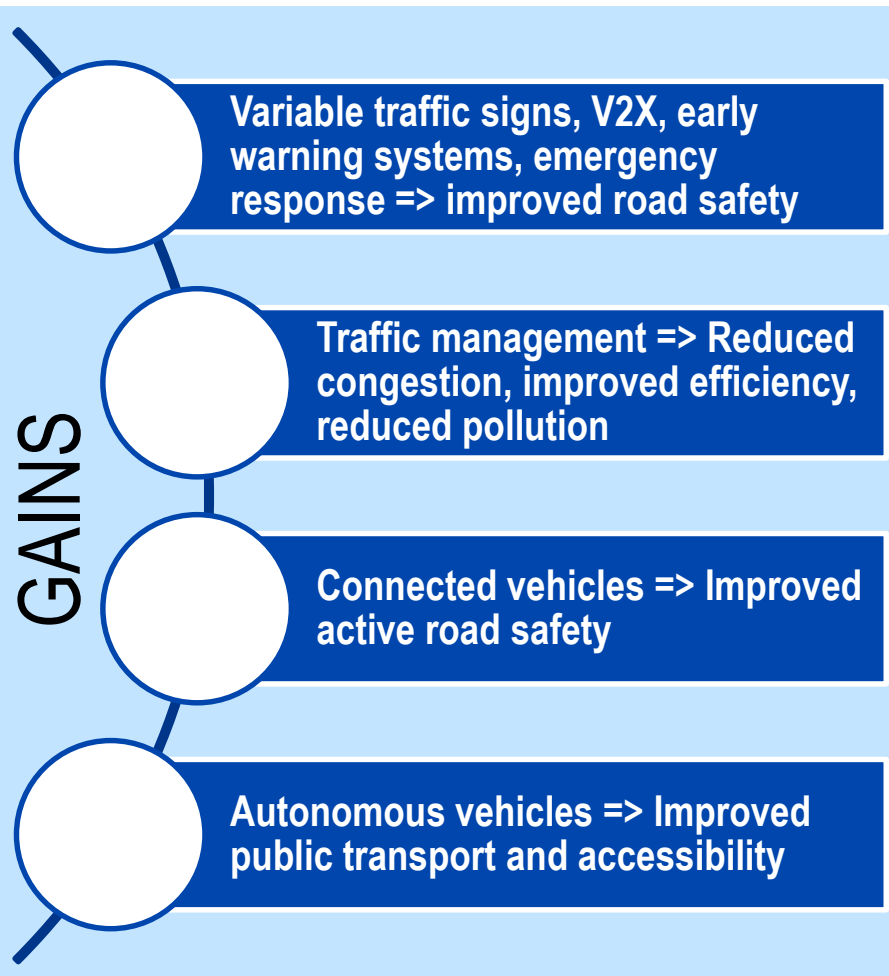 GAINS
Variable traffic signs, V2X, early
warning systems, emergency
response => improved road safety
Traffic management => Reduced
congestion, improved efficiency,
reduced pollution
Connected vehicles => Improved
active road safety
Autonomous vehicles => Improved
public transport and accessibility